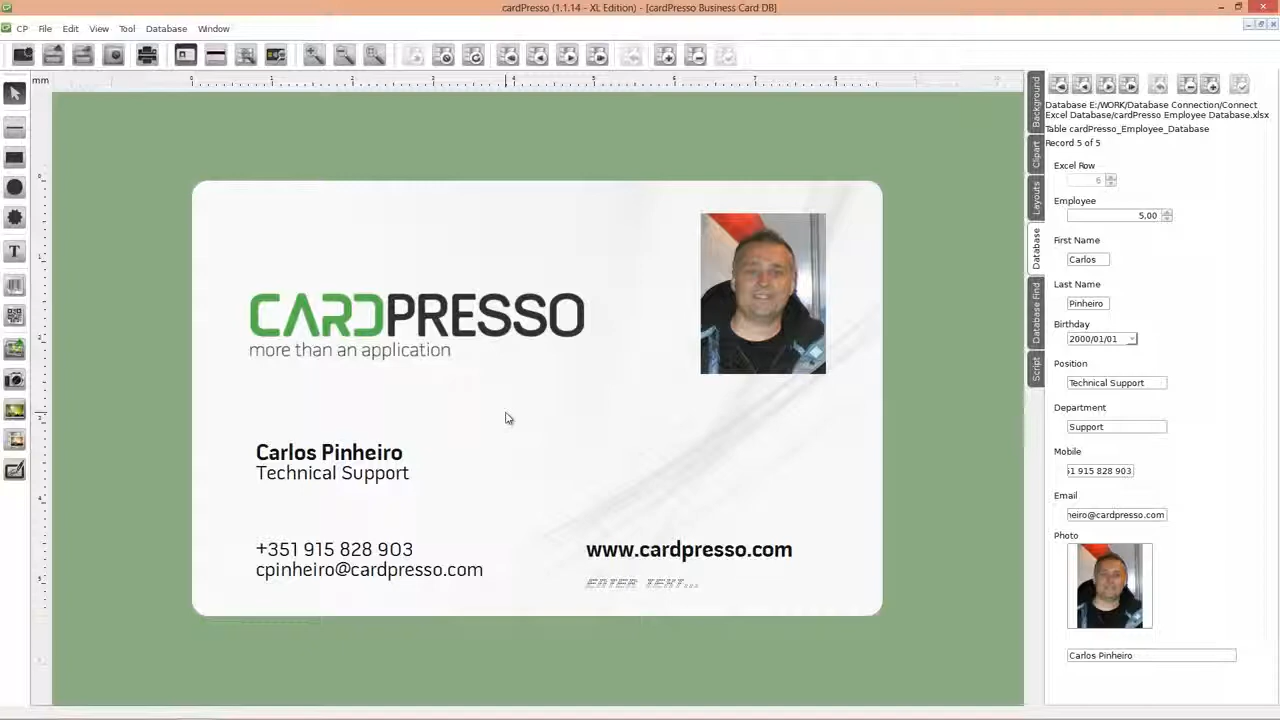 cardPresso (1.1.14 - XL Edition) - [cardPresso Business Card DB]
CP File Edit View Tool Database Window
mm
Background
Clipart
Layouts
Database
Database Find
Script
Database E:/WORK/Database Connection/Connect
Excel Database/cardPresso Employee Database.xlsx
Table cardPresso_Employee_Database
Record 5 of 5
Excel Row
6
Employee
5,00
First Name
Carlos
Last Name
Pinheiro
Birthday
2000/01/01
Position
Technical Support
Department
Support
Mobile
51 915 828 903
Email
heiro@cardpresso.com
Photo
Carlos Pinheiro
CARDPRESSO
more than an application
Carlos Pinheiro
Technical Support
+351 915 828 903
cpinheiro@cardpresso.com
www.cardpresso.com
ENTER TEXT...